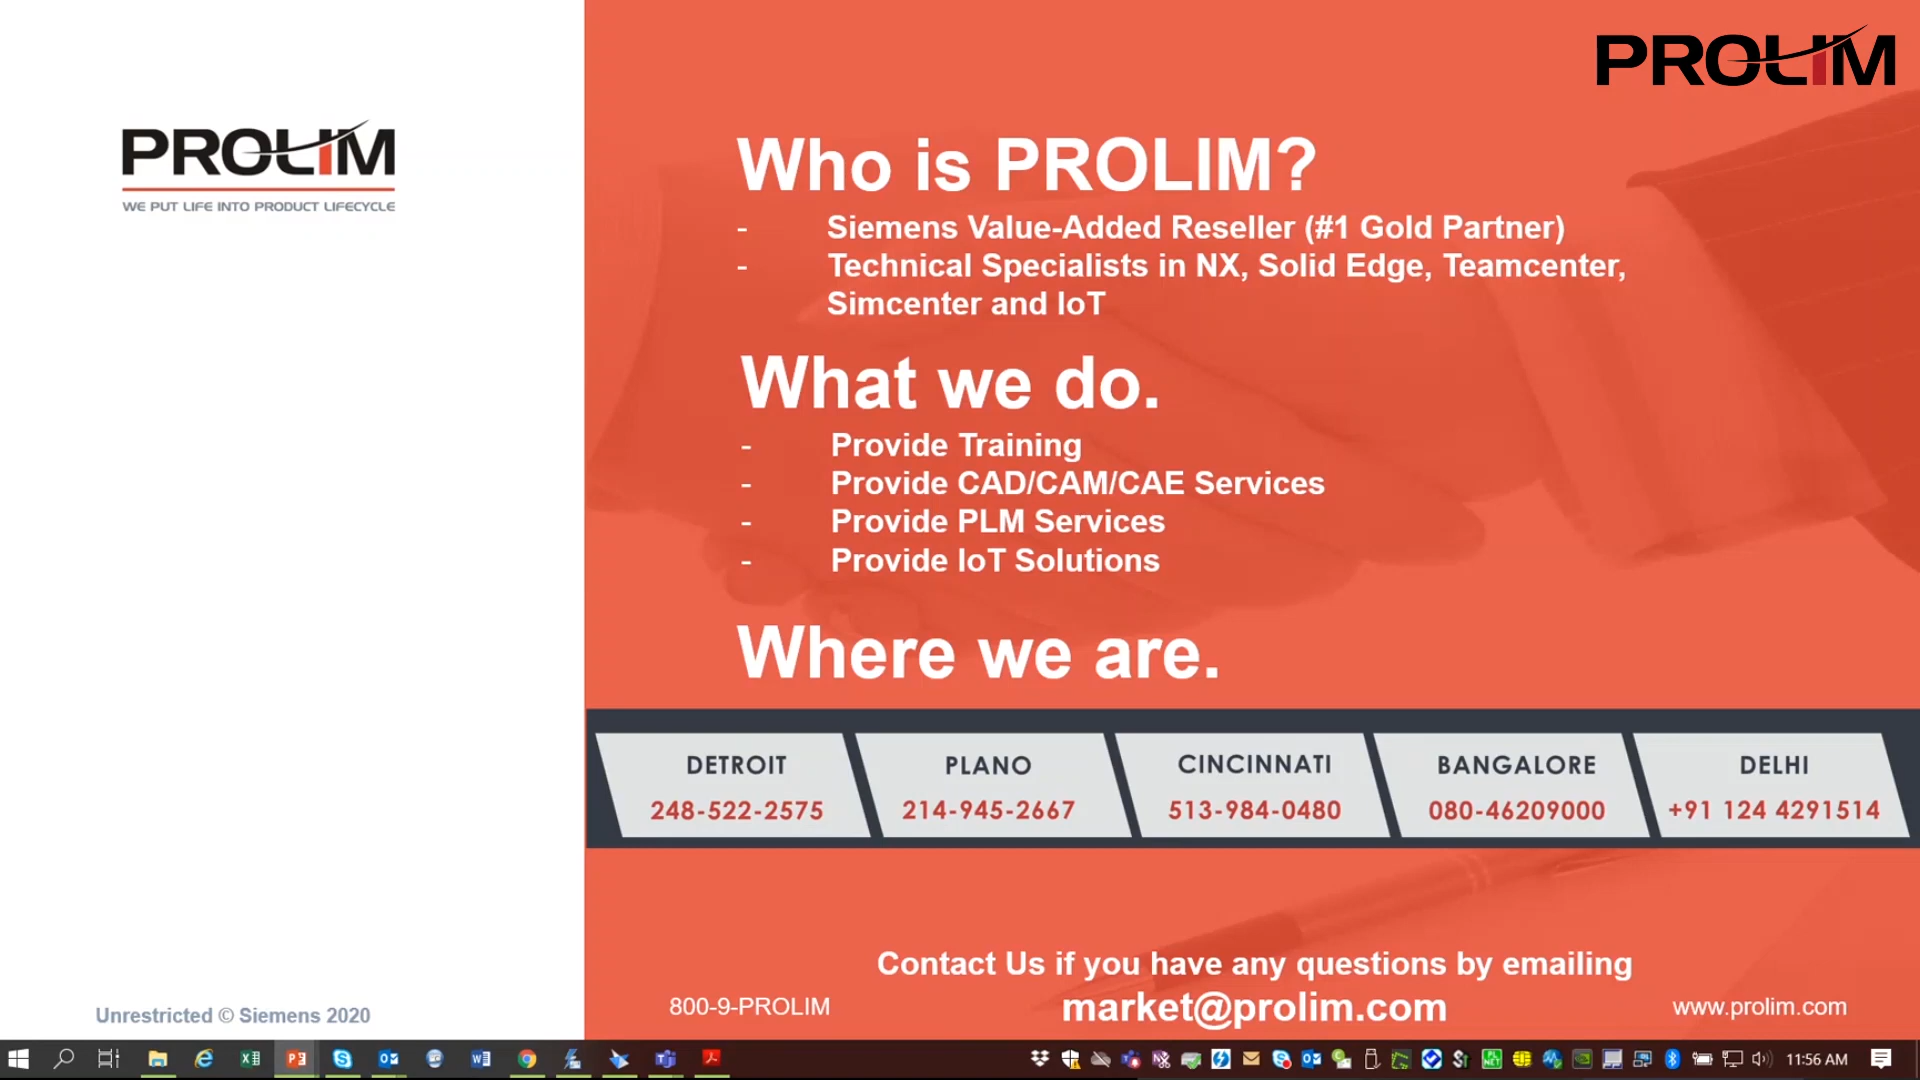 PROLIM
PROLIM
WE PUT LIFE INTO PRODUCT LIFECYCLE
Who is PROLIM?
- Siemens Value-Added Reseller (#1 Gold Partner)
- Technical Specialists in NX, Solid Edge, Teamcenter,
Simcenter and IoT
What we do.
- Provide Training
- Provide CAD/CAM/CAE Services
- Provide PLM Services
- Provide IoT Solutions
Where we are.
DETROIT
248-522-2575
PLANO
214-945-2667
CINCINNATI
513-984-0480
BANGALORE
080-46209000
DELHI
+91 124 4291514
Contact Us if you have any questions by emailing
market@prolim.com
800-9-PROLIM
www.prolim.com
Unrestricted © Siemens 2020
11:56 AM